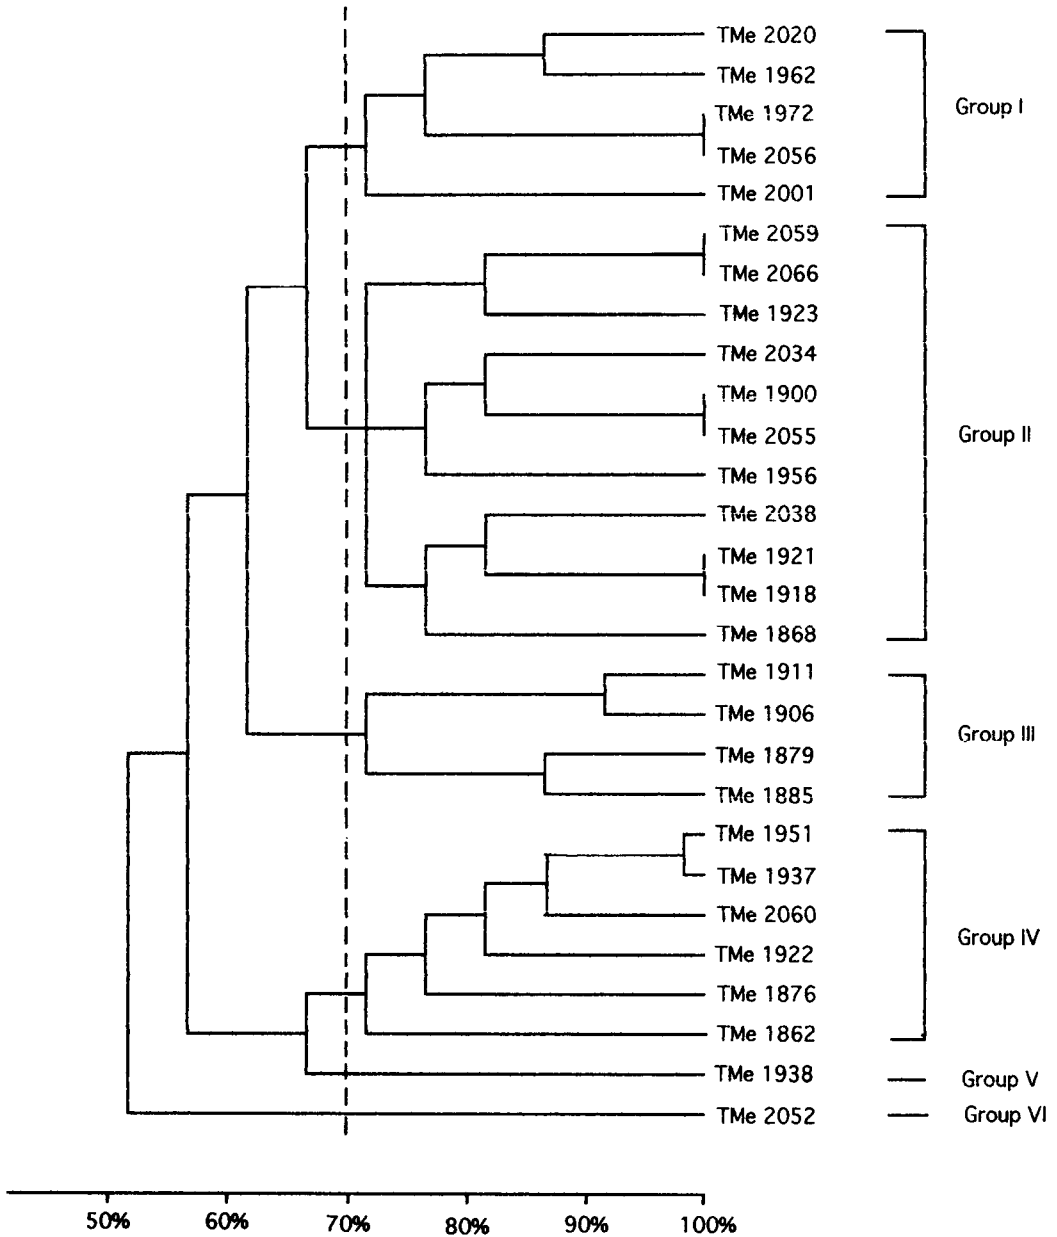 TMe 2020
TMe 1962
TMe 1972
Group I
TMe 2056
TMe 2001
TMe 2059
TMe 2066
TMe 1923
TMe 2034
TMe 1900
TMe 2055
Group II
TMe 1956
TMe 2038
TMe 1921
TMe 1918
TMe 1868
TMe 1911
TMe 1906
Group III
TMe 1879
TMe 1885
TMe 1951
TMe 1937
TMe 2060
Group IV
TMe 1922
TMe 1876
TMe 1862
TMe 1938
Group V
TMe 2052
Group VI
50% 60% 70% 80% 90% 100%